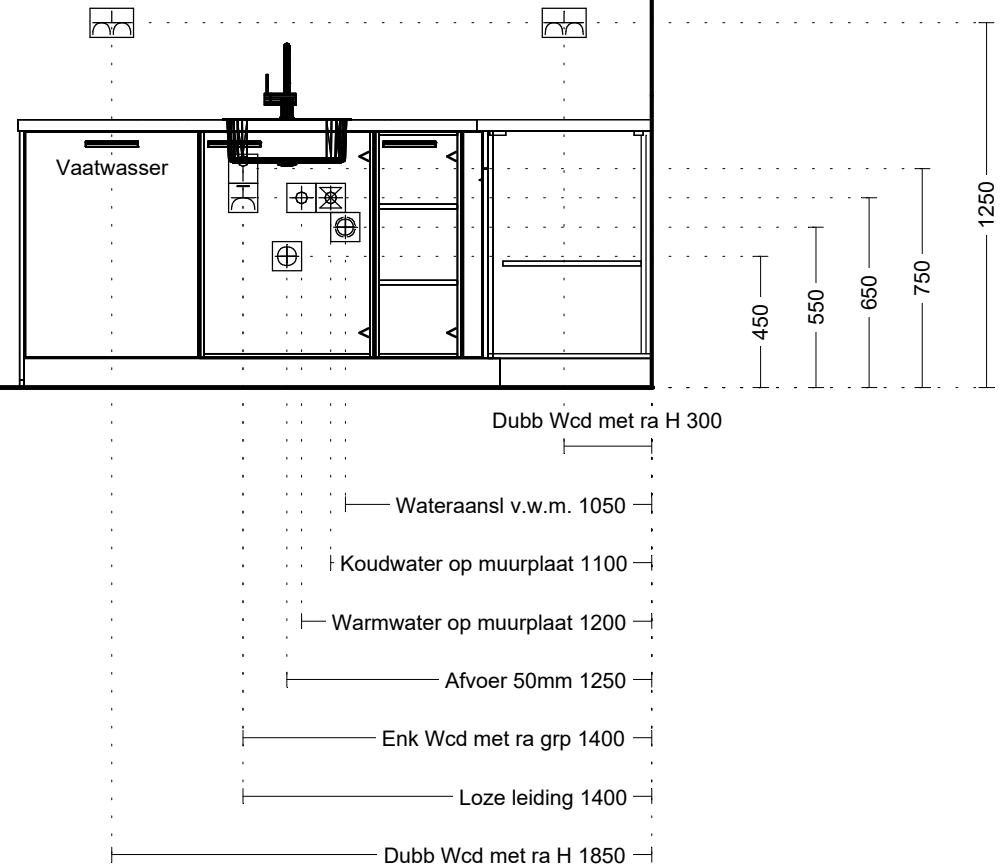 Vaatwasser
1250
750
650
550
450
Dubb Wcd met ra H 300
Wateraansl v.w.m. 1050
Koudwater op muurplaat 1100
Warmwater op muurplaat 1200
Afvoer 50mm 1250
Enk Wcd met ra grp 1400
Loze leiding 1400
Dubb Wcd met ra H 1850